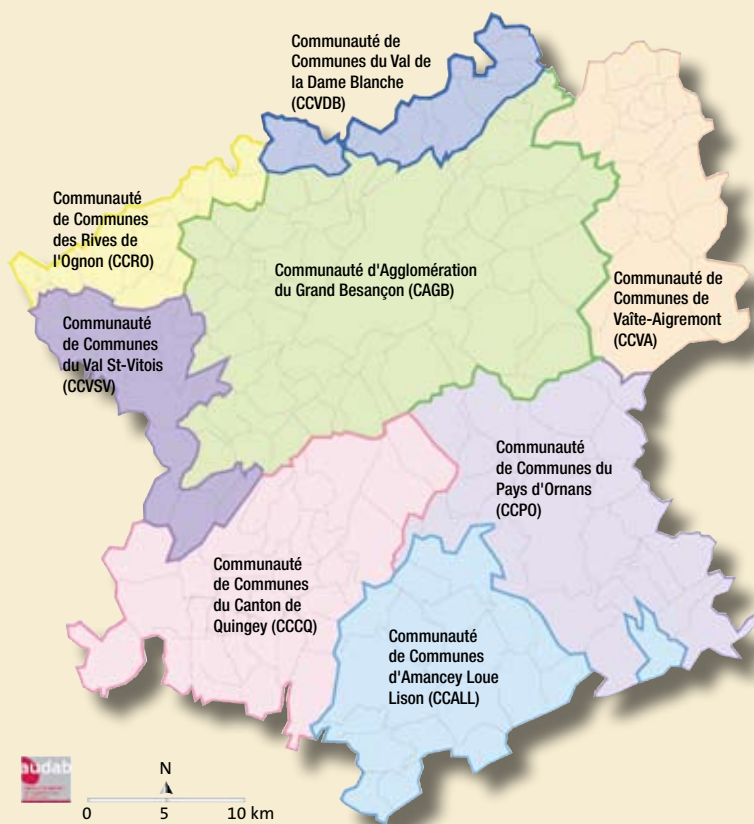 Communauté de
Communes du Val de
la Dame Blanche
(CCVDB)
Communauté
de Communes
des Rives de
l'Ognon (CCRO)
Communauté d'Agglomération
du Grand Besançon (CAGB)
Communauté de
Communes de
Vaîte-Aigremont
(CCVA)
Communauté
de Communes
du Val St-Vitois
(CCVSV)
Communauté
de Communes du
Pays d'Ornans
(CCPO)
Communauté
de Communes
du Canton de
Quingey (CCCQ)
Communauté
de Communes
d'Amancey Loue
Lison (CCALL)
audab
N
0 5 10 km